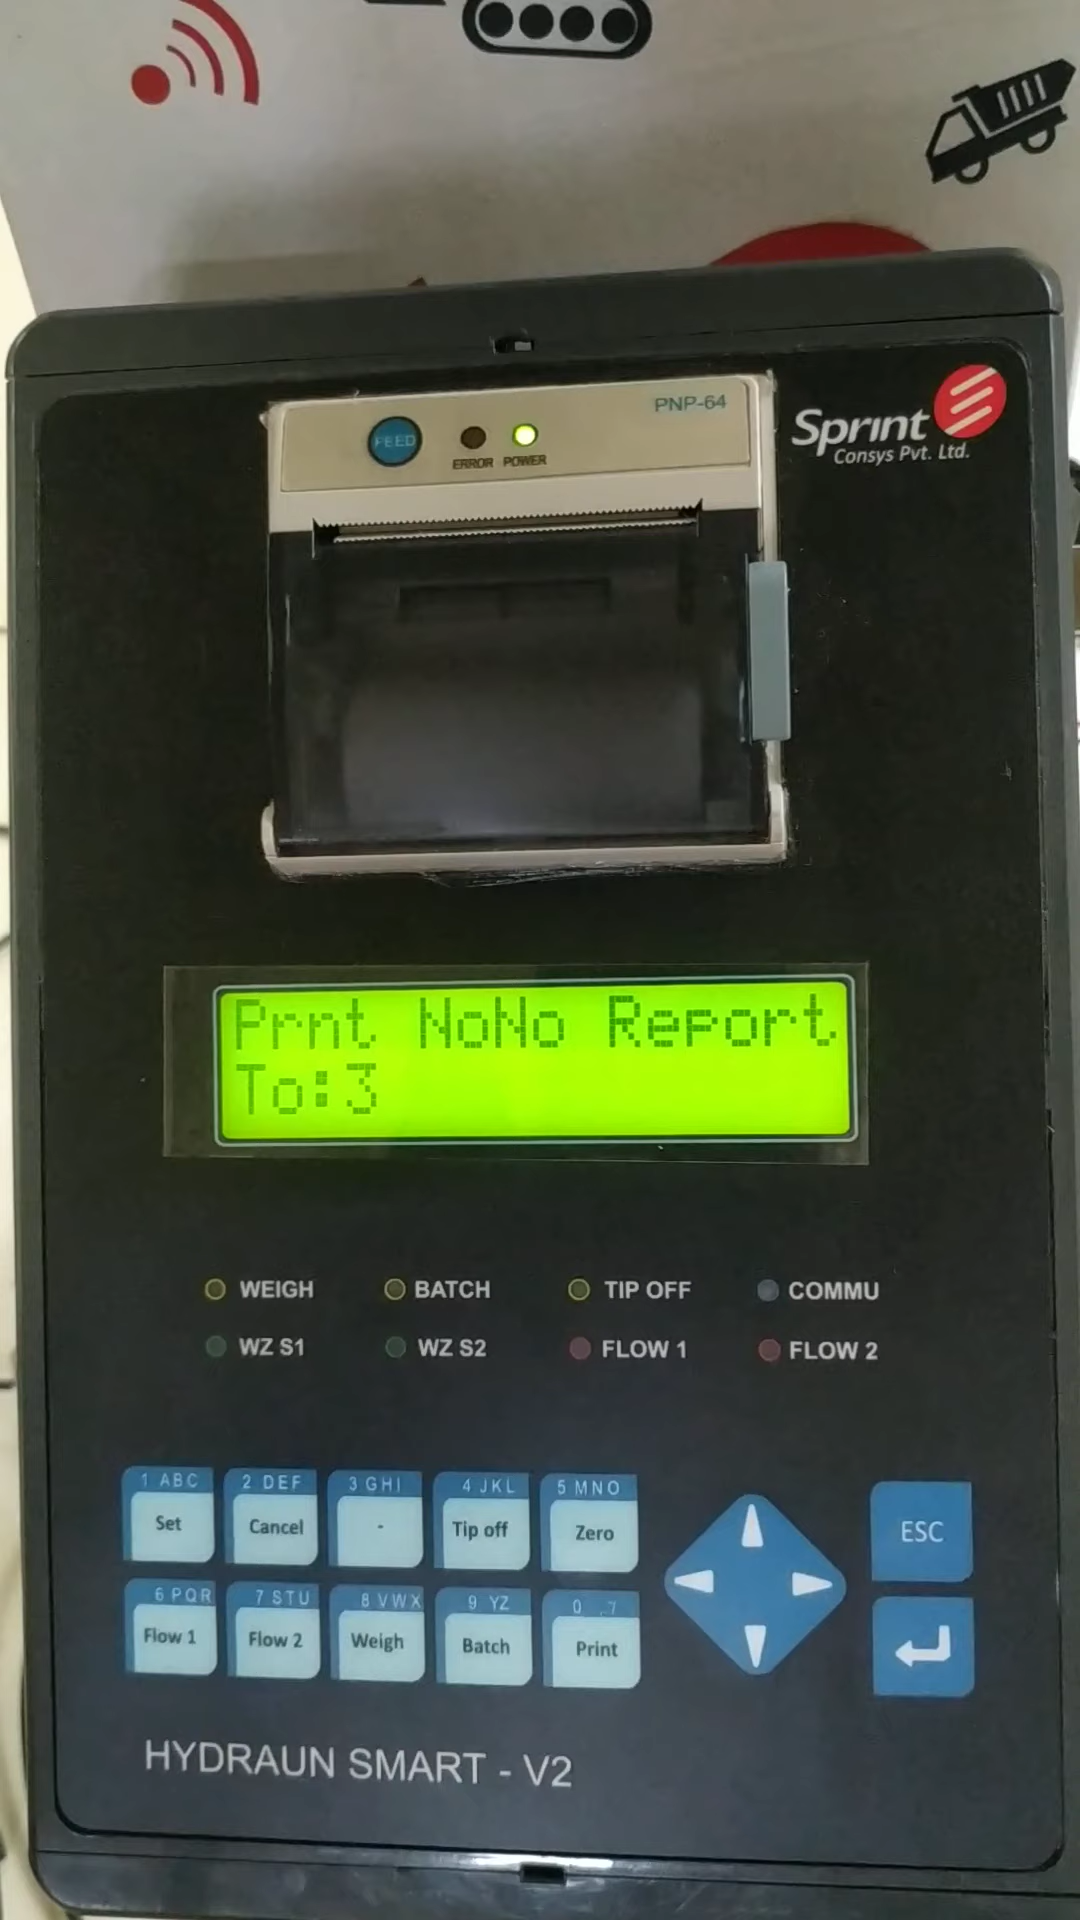 PNP-64
FEED
ERROR POWER
Sprint
Consys Pvt. Ltd.
Prnt NoNo Report
To:3
WEIGH BATCH TIP OFF COMMU
WZ S1 WZ S2 FLOW 1 FLOW 2
1 ABC 2 DEF 3 GHI 4 JKL 5 MNO
Set Cancel - Tip off Zero ESC
6 PQR 7 STU 8 VWX 9 YZ 0
Flow 1 Flow 2 Weigh Batch Print
HYDRAUN SMART - V2